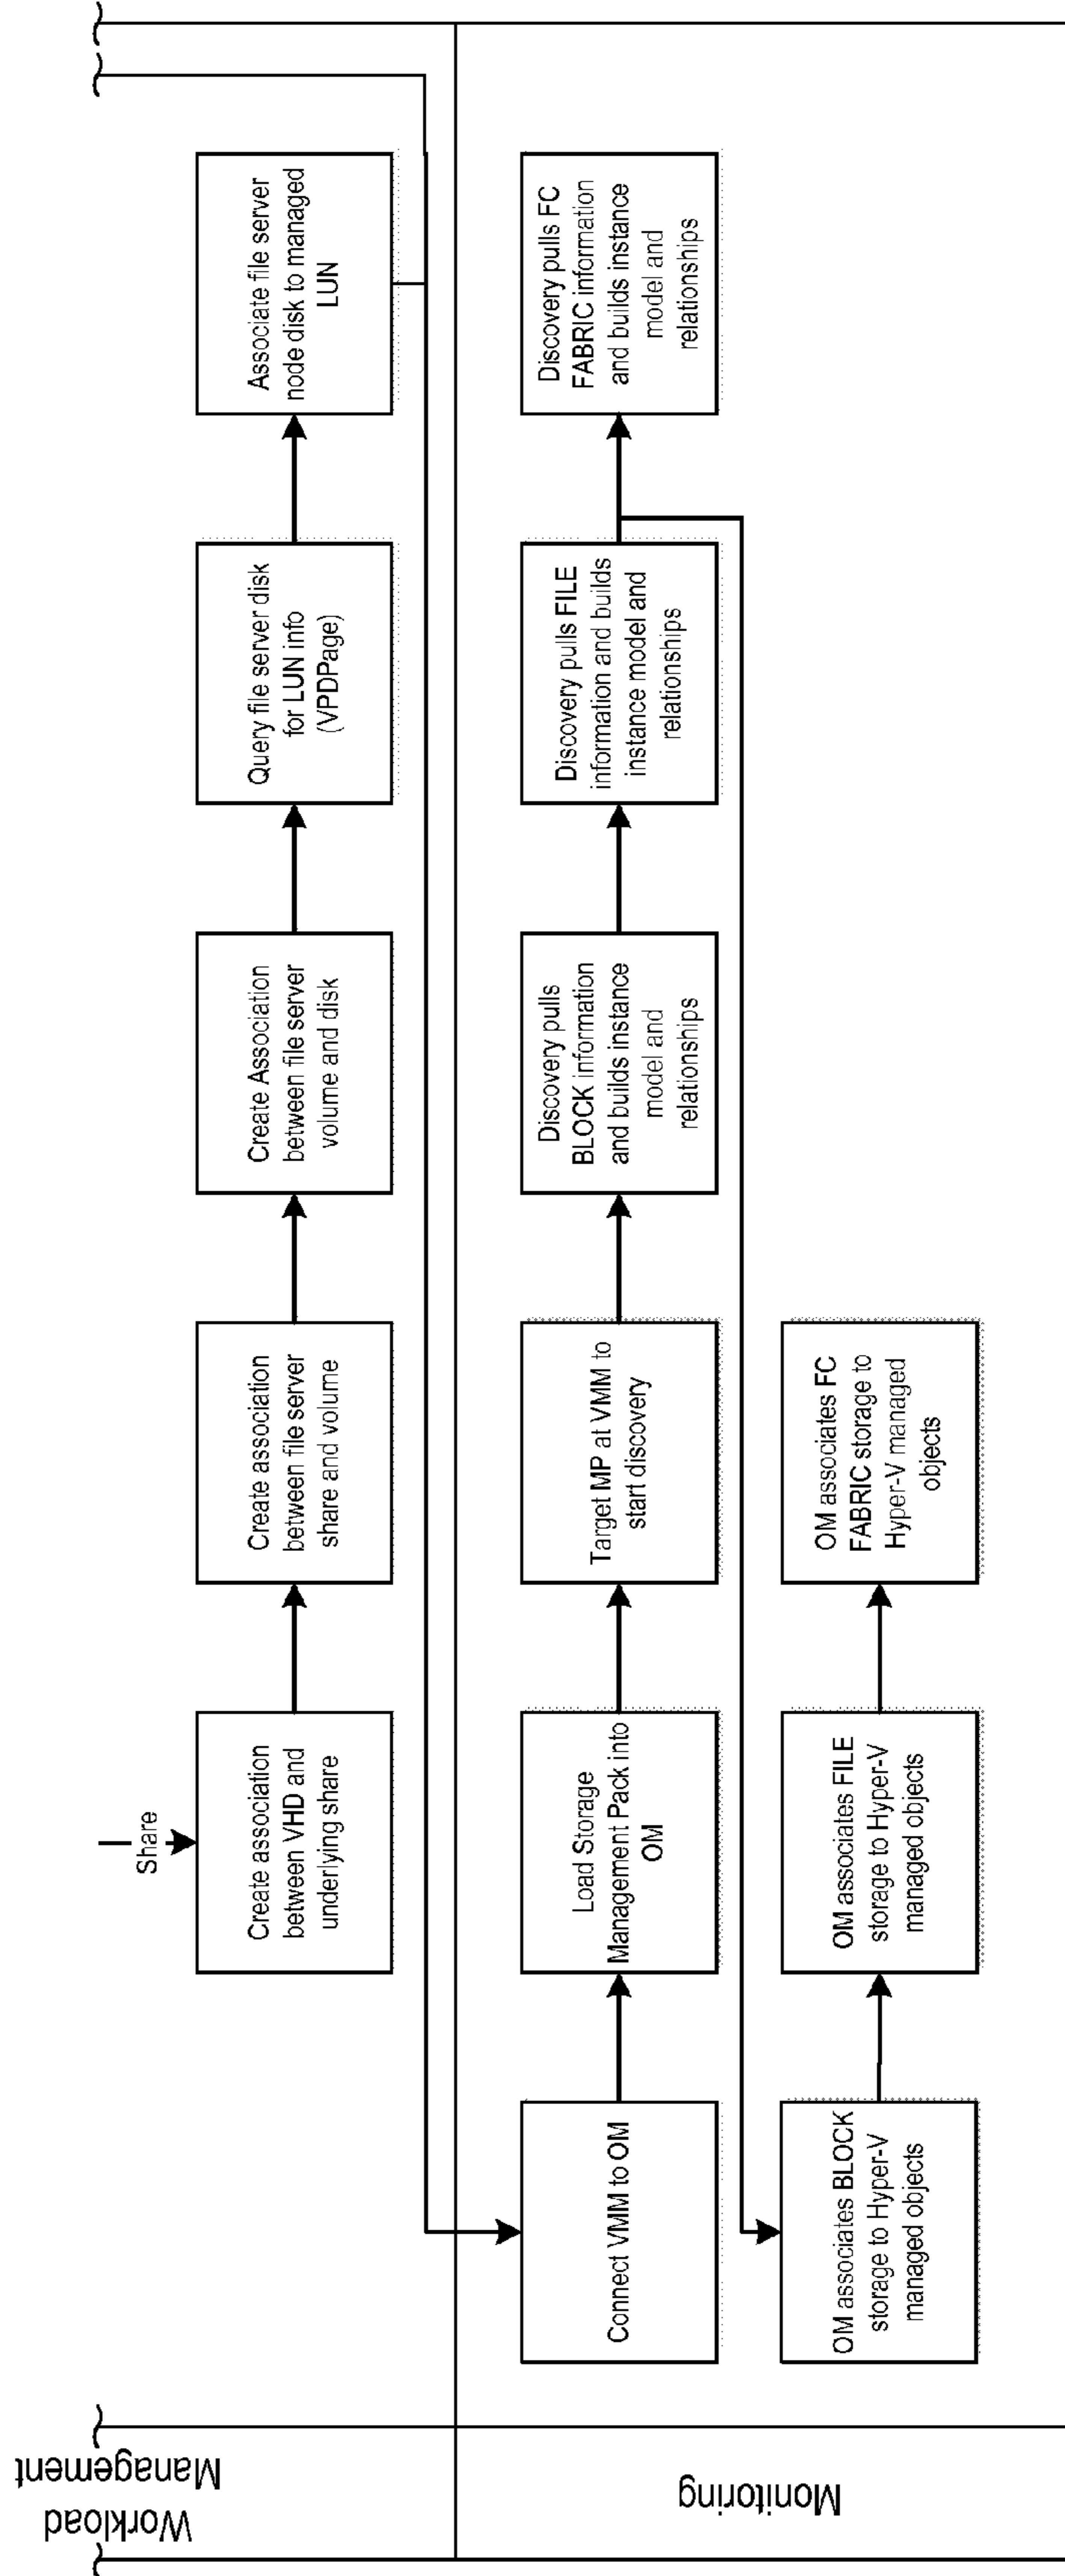 Workload
Management
Share
Create association
between VHD and
underlying share
Create association
between file server
share and volume
Create Association
between file server
volume and disk
Query file server disk
for LUN info
(VPDPage)
Associate file server
node disk to managed
LUN
Monitoring
Connect VMM to OM
Load Storage
Management Pack into
OM
Target MP at VMM to
start discovery
Discovery pulls
BLOCK information
and builds instance
model and
relationships
Discovery pulls FILE
information and builds
instance model and
relationships
Discovery pulls FC
FABRIC information
and builds instance
model and
relationships
OM associates BLOCK
storage to Hyper-V
managed objects
OM associates FILE
storage to Hyper-V
managed objects
OM associates FC
FABRIC storage to
Hyper-V managed
objects